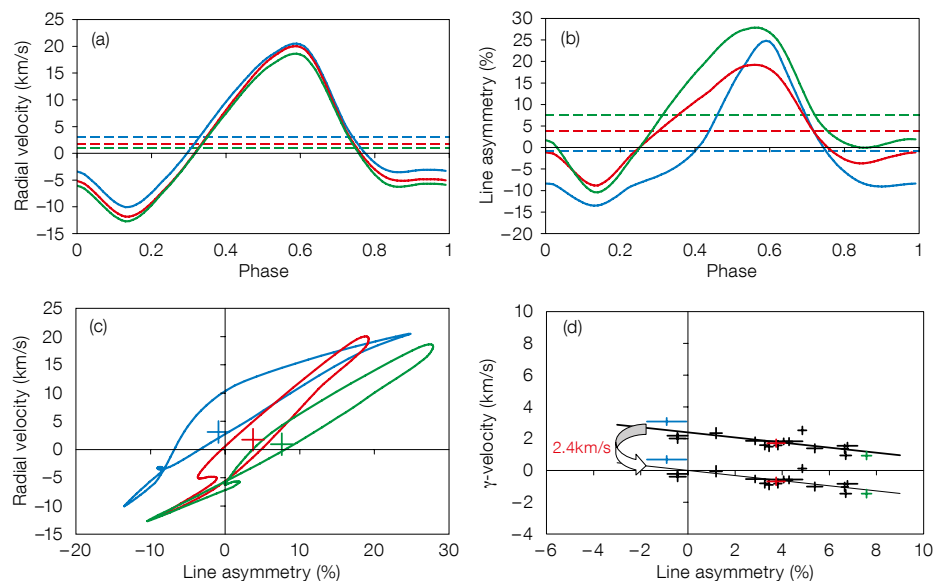 (a)
Radial velocity (km/s)
25
20
15
10
5
0
−5
−10
−15
0 0.2 0.4 0.6 0.8 1
Phase
(b)
Line asymmetry (%)
30
25
20
15
10
5
0
−5
−10
−15
−20
0 0.2 0.4 0.6 0.8 1
Phase
(c)
Radial velocity (km/s)
25
20
15
10
5
0
−5
−10
−15
−20 −10 0 10 20 30
Line asymmetry (%)
(d)
γ-velocity (km/s)
10
8
6
4
2
0
−2
−4
2.4km/s
−6 −4 −2 0 2 4 6 8 10
Line asymmetry (%)